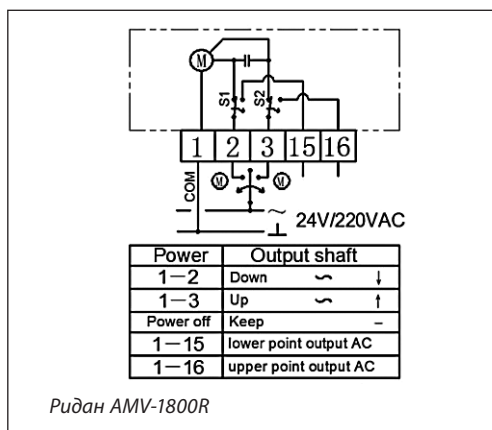 M
S1
S2
1 2 3 15 16
COM
M M
~
24V/220VAC
Power Output shaft
1—2 Down ~ ↓
1—3 Up ~ ↑
Power off Keep –
1—15 lower point output AC
1—16 upper point output AC
Ридан AMV-1800R